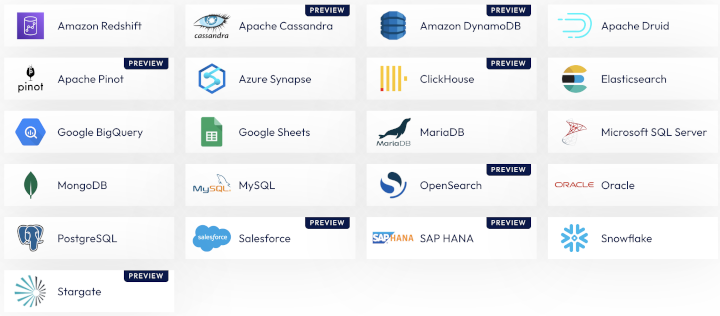 Amazon Redshift
PREVIEW
cassandra
Apache Cassandra
PREVIEW
Amazon DynamoDB
Apache Druid
PREVIEW
pinot
Apache Pinot
Azure Synapse
PREVIEW
ClickHouse
Elasticsearch
Google BigQuery
Google Sheets
MariaDB
MariaDB
Microsoft SQL Server
MongoDB
MySQL
MySQL
PREVIEW
OpenSearch
ORACLE
Oracle
PostgreSQL
PREVIEW
salesforce
Salesforce
PREVIEW
SAP HANA
SAP HANA
Snowflake
PREVIEW
Stargate